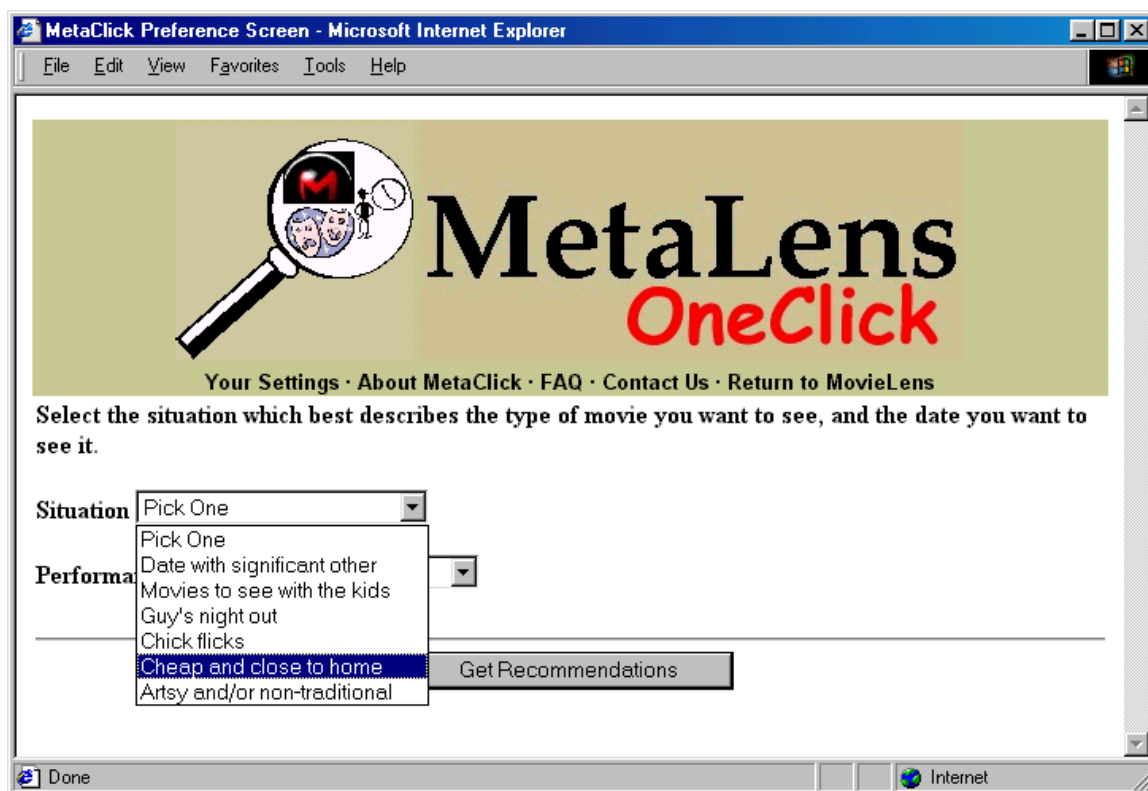 MetaClick Preference Screen - Microsoft Internet Explorer
File Edit View Favorites Tools Help
M
MetaLens
OneClick
Your Settings · About MetaClick · FAQ · Contact Us · Return to MovieLens
Select the situation which best describes the type of movie you want to see, and the date you want to
see it.
Situation Pick One
Pick One
Date with significant other
Performa
Movies to see with the kids
Guy's night out
Chick flicks
Cheap and close to home
Get Recommendations
Artsy and/or non-traditional
Done Internet